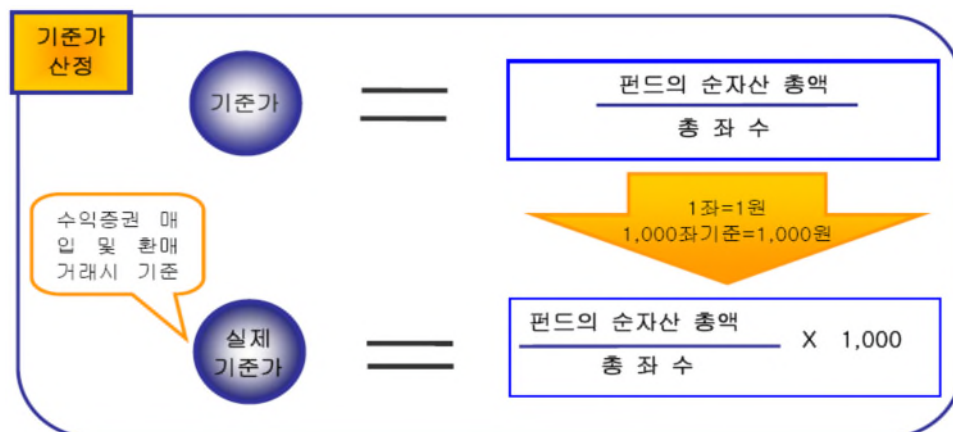 기준가
산정
기준가
펀드의 순자산 총액
총 좌 수
1좌=1원
1,000좌기준=1,000원
수익증권 매
입 및 환매
거래시 기준
실제
기준가
펀드의 순자산 총액
총 좌 수
X 1,000